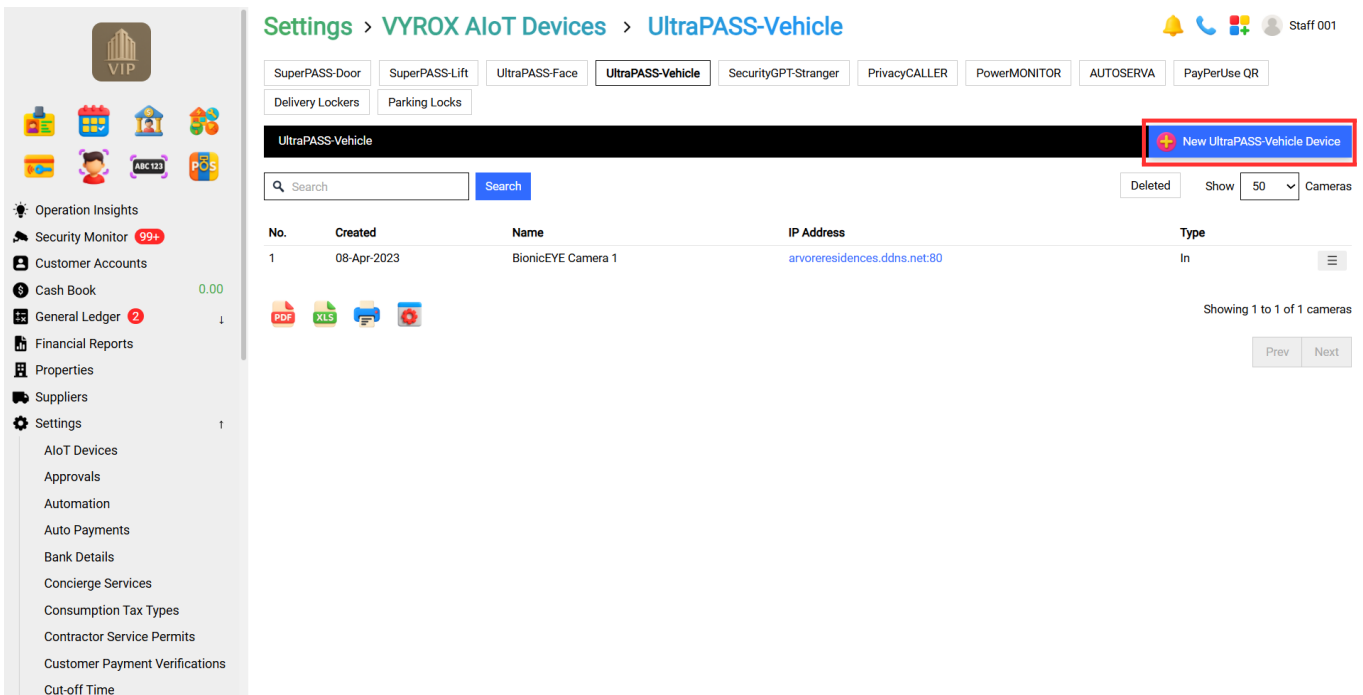 Settings > VYROX AIoT Devices > UltraPASS-Vehicle
Staff 001
VIP
SuperPASS-Door SuperPASS-Lift UltraPASS-Face UltraPASS-Vehicle SecurityGPT-Stranger PrivacyCALLER PowerMONITOR AUTOSERVA PayPerUse QR
Delivery Lockers Parking Locks
UltraPASS-Vehicle New UltraPASS-Vehicle Device
ABC 123 POS
Search Search Deleted Show 50 Cameras
No. Created Name IP Address Type
1 08-Apr-2023 BionicEYE Camera 1 arvoreresidences.ddns.net:80 In
PDF XLS
Showing 1 to 1 of 1 cameras
Prev Next
Operation Insights
Security Monitor 99+
Customer Accounts
Cash Book 0.00
General Ledger 2 ↓
Financial Reports
Properties
Suppliers
Settings ↑
AIoT Devices
Approvals
Automation
Auto Payments
Bank Details
Concierge Services
Consumption Tax Types
Contractor Service Permits
Customer Payment Verifications
Cut-off Time